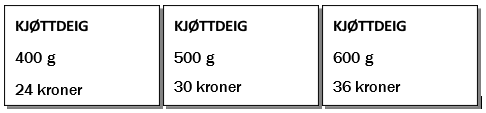 KJØTTDEIG
400 g
24 kroner
KJØTTDEIG
500 g
30 kroner
KJØTTDEIG
600 g
36 kroner